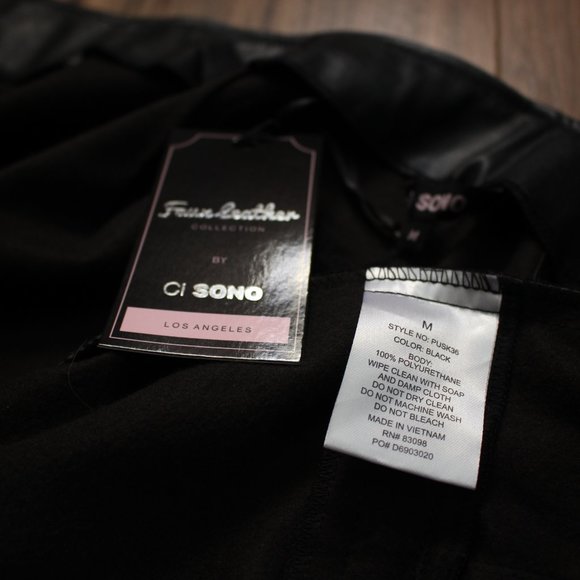 Faux Leather
COLLECTION
BY
Ci SONO
LOS ANGELES
SONO
M
M
STYLE NO: PUSK36
COLOR: BLACK
BODY:
100% POLYURETHANE
WIPE CLEAN WITH SOAP
AND DAMP CLOTH
DO NOT DRY CLEAN
DO NOT MACHINE WASH
DO NOT BLEACH
MADE IN VIETNAM
RN# 83098
PO# D6903020